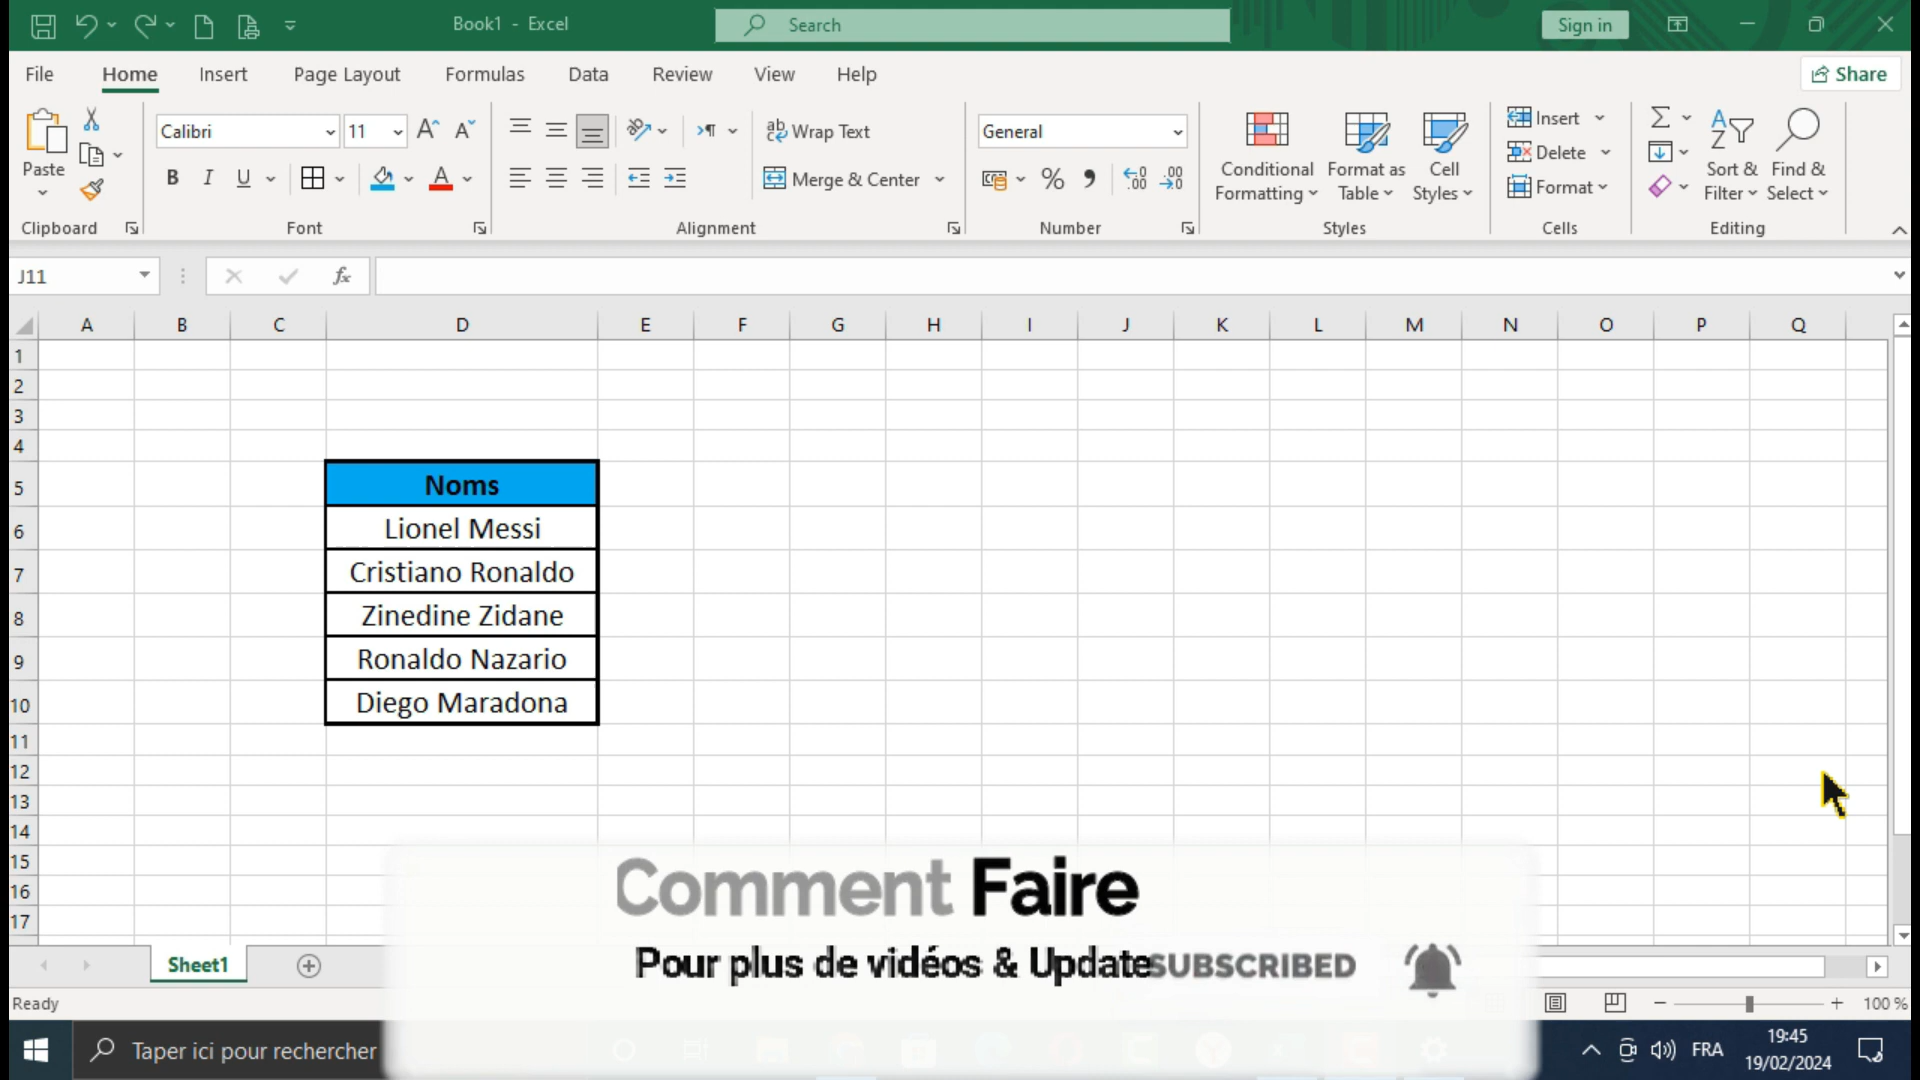 Book1 - Excel
Search
Sign in
File Home Insert Page Layout Formulas Data Review View Help
Share
Paste
Calibri 11
B I U A
ab Wrap Text
Merge & Center
General
% 
Conditional Formatting
Format as Table
Cell Styles
Insert
Delete
Format
Sort & Filter
Find & Select
Clipboard Font Alignment Number Styles Cells Editing
J11 fx
A B C D E F G H I J K L M N O P Q
1
2
3
4
5 Noms
6 Lionel Messi
7 Cristiano Ronaldo
8 Zinedine Zidane
9 Ronaldo Nazario
10 Diego Maradona
11
12
13
14
15
16
17
Comment Faire
Pour plus de vidéos & Update SUBSCRIBED
Sheet1
Ready
100 %
Taper ici pour rechercher
FRA
19:45
19/02/2024